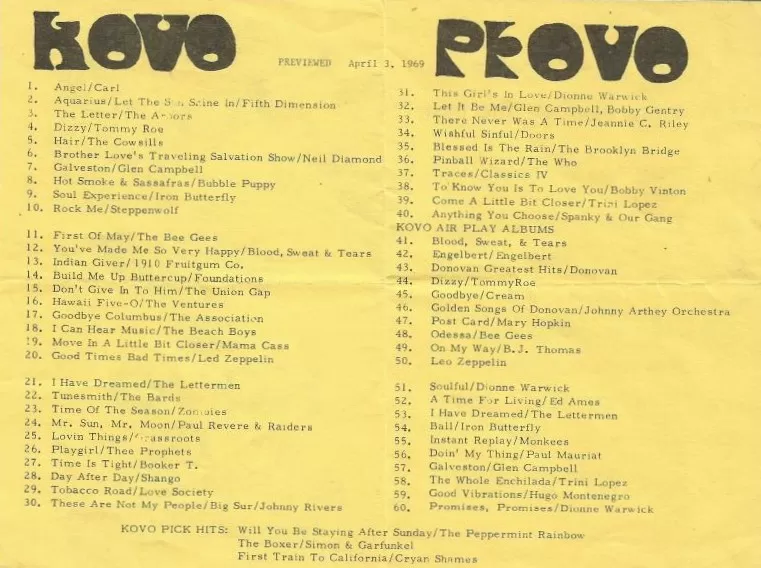 KOVO
PREVIEWED April 3, 1969
PKOVO
1. Angel/Carl
2. Aquarius/Let The Sun Shine In/Fifth Dimension
3. The Letter/The Arbors
4. Dizzy/Tommy Roe
5. Hair/The Cowsills
6. Brother Love's Traveling Salvation Show/Neil Diamond
7. Galveston/Glen Campbell
8. Hot Smoke & Sassafras/Bubble Puppy
9. Soul Experience/Iron Butterfly
10. Rock Me/Steppenwolf
11. First Of May/The Bee Gees
12. You've Made Me So Very Happy/Blood, Sweat & Tears
13. Indian Giver/1910 Fruitgum Co.
14. Build Me Up Buttercup/Foundations
15. Don't Give In To Him/The Union Gap
16. Hawaii Five-O/The Ventures
17. Goodbye Columbus/The Association
18. I Can Hear Music/The Beach Boys
19. Move In A Little Bit Closer/Mama Cass
20. Good Times Bad Times/Led Zeppelin
21. I Have Dreamed/The Lettermen
22. Tunesmith/The Bards
23. Time Of The Season/Zombies
24. Mr. Sun, Mr. Moon/Paul Revere & Raiders
25. Lovin Things/Grassroots
26. Playgirl/Thee Prophets
27. Time Is Tight/Booker T.
28. Day After Day/Shango
29. Tobacco Road/Love Society
30. These Are Not My People/Big Sur/Johnny Rivers
31. This Girl's In Love/Dionne Warwick
32. Let It Be Me/Glen Campbell, Bobby Gentry
33. There Never Was A Time/Jeannie C. Riley
34. Wishful Sinful/Doors
35. Blessed Is The Rain/The Brooklyn Bridge
36. Pinball Wizard/The Who
37. Traces/Classics IV
38. To Know You Is To Love You/Bobby Vinton
39. Come A Little Bit Closer/Trini Lopez
40. Anything You Choose/Spanky & Our Gang
KOVO AIR PLAY ALBUMS
41. Blood, Sweat, & Tears
42. Engelbert/Engelbert
43. Donovan Greatest Hits/Donovan
44. Dizzy/TommyRoe
45. Goodbye/Cream
46. Golden Songs Of Donovan/Johnny Arthey Orchestra
47. Post Card/Mary Hopkin
48. Odessa/Bee Gees
49. On My Way/B.J. Thomas
50. Leo Zeppelin
51. Soulful/Dionne Warwick
52. A Time For Living/Ed Ames
53. I Have Dreamed/The Lettermen
54. Ball/Iron Butterfly
55. Instant Replay/Monkees
56. Doin' My Thing/Paul Mauriat
57. Galveston/Glen Campbell
58. The Whole Enchilada/Trini Lopez
59. Good Vibrations/Hugo Montenegro
60. Promises, Promises/Dionne Warwick
KOVO PICK HITS: Will You Be Staying After Sunday/The Peppermint Rainbow
The Boxer/Simon & Garfunkel
First Train To California/Cryan Shames